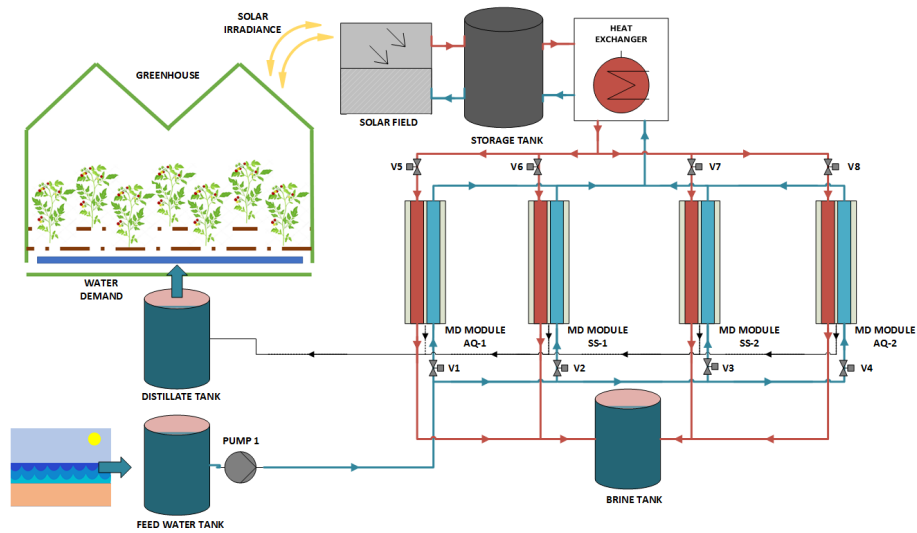 SOLAR
IRRADIANCE
HEAT
EXCHANGER
GREENHOUSE
SOLAR FIELD
STORAGE TANK
V5
V6
V7
V8
WATER
DEMAND
MD MODULE
AQ-1
MD MODULE
SS-1
MD MODULE
SS-2
MD MODULE
AQ-2
V1
V2
V3
V4
DISTILLATE TANK
PUMP 1
BRINE TANK
FEED WATER TANK